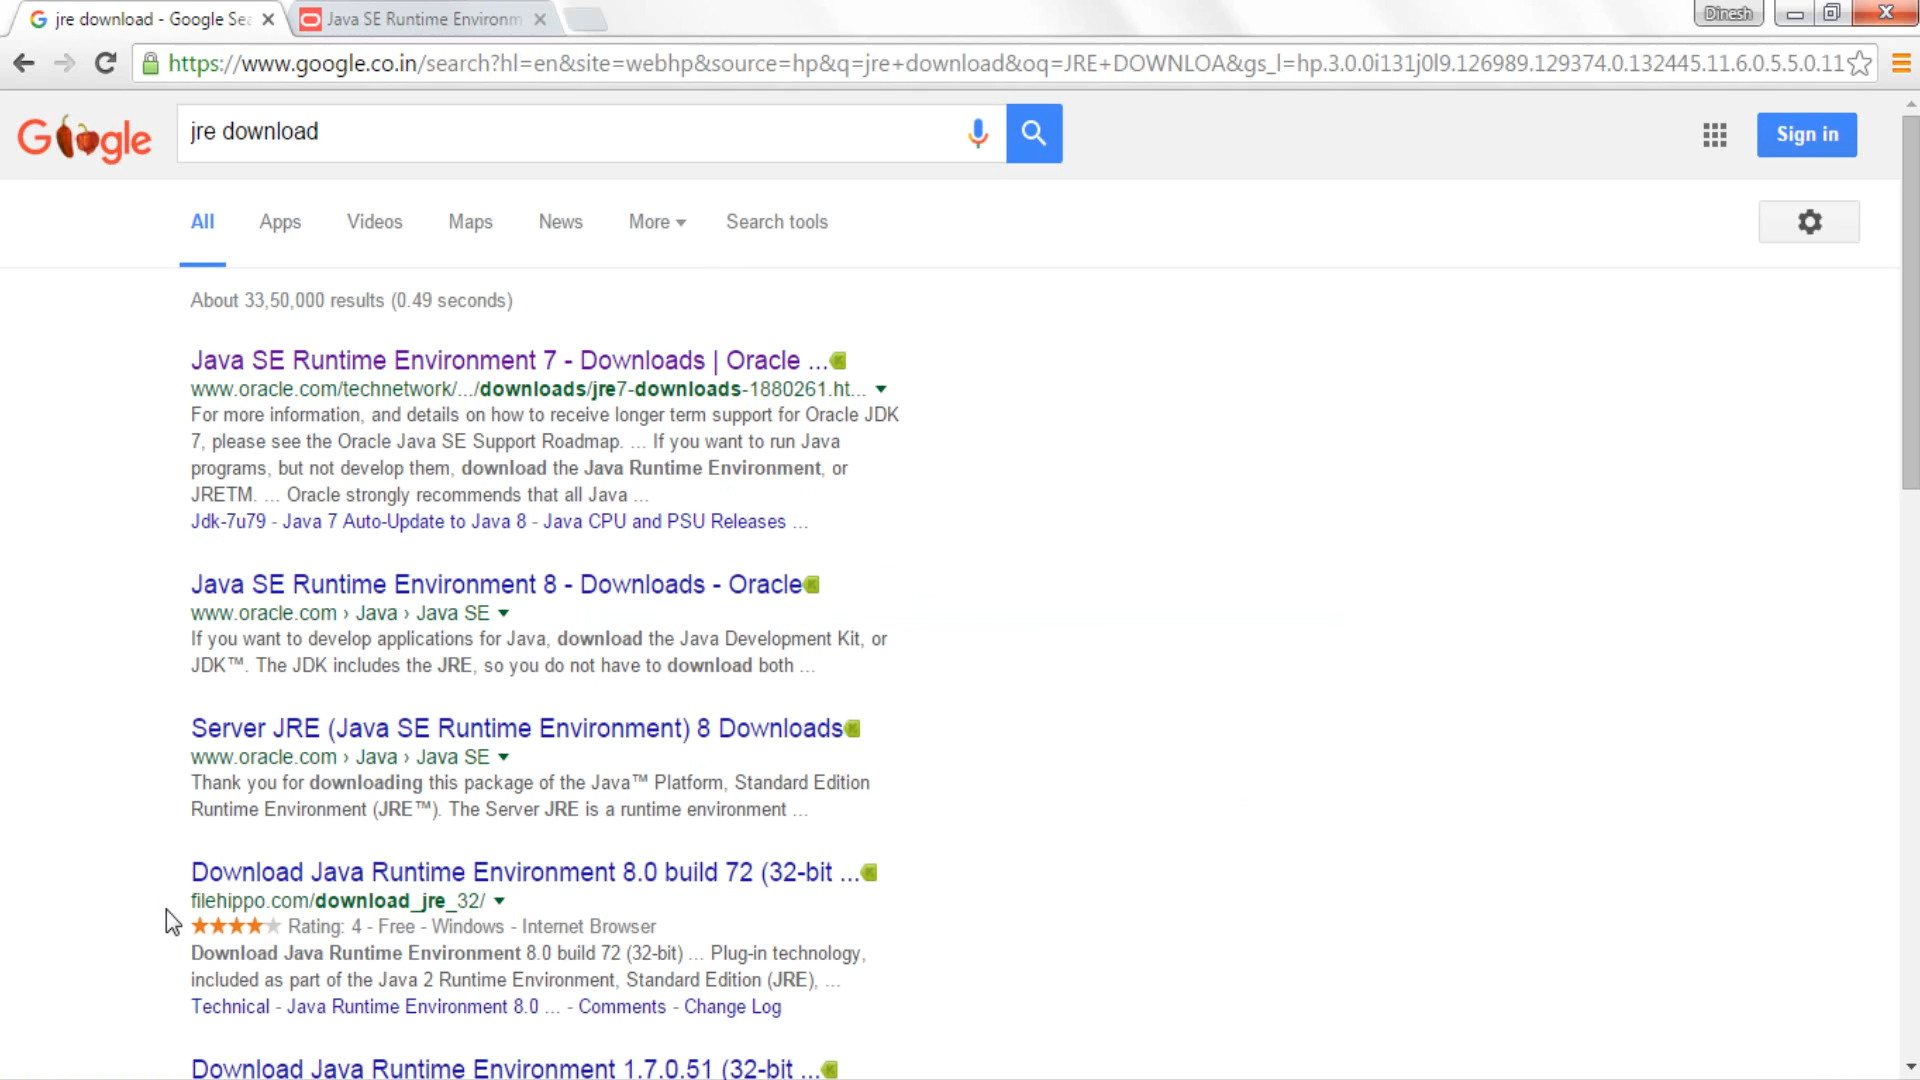 jre download - Google Sea
Java SE Runtime Environm
Dinesh
https://www.google.co.in/search?hl=en&site=webhp&source=hp&q=jre+download&oq=JRE+DOWNLOA&gs_l=hp.3.0.0i131j0l9.126989.129374.0.132445.11.6.0.5.5.0.11
Google
jre download
Sign in
All
Apps
Videos
Maps
News
More
Search tools
About 33,50,000 results (0.49 seconds)
Java SE Runtime Environment 7 - Downloads | Oracle ...
www.oracle.com/technetwork/.../downloads/jre7-downloads-1880261.ht...
For more information, and details on how to receive longer term support for Oracle JDK
7, please see the Oracle Java SE Support Roadmap. ... If you want to run Java
programs, but not develop them, download the Java Runtime Environment, or
JRETM. ... Oracle strongly recommends that all Java ...
Jdk-7u79 - Java 7 Auto-Update to Java 8 - Java CPU and PSU Releases ...
Java SE Runtime Environment 8 - Downloads - Oracle
www.oracle.com › Java › Java SE
If you want to develop applications for Java, download the Java Development Kit, or
JDK™. The JDK includes the JRE, so you do not have to download both ...
Server JRE (Java SE Runtime Environment) 8 Downloads
www.oracle.com › Java › Java SE
Thank you for downloading this package of the Java™ Platform, Standard Edition
Runtime Environment (JRE™). The Server JRE is a runtime environment ...
Download Java Runtime Environment 8.0 build 72 (32-bit ...
filehippo.com/download_jre_32/
Rating: 4 - Free - Windows - Internet Browser
Download Java Runtime Environment 8.0 build 72 (32-bit) ... Plug-in technology,
included as part of the Java 2 Runtime Environment, Standard Edition (JRE), ...
Technical - Java Runtime Environment 8.0 ... - Comments - Change Log
Download Java Runtime Environment 1.7.0.51 (32-bit ...